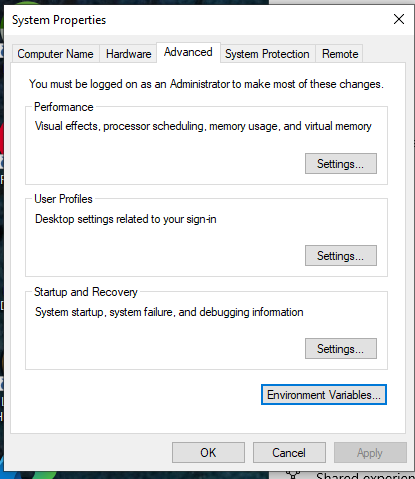 System Properties
Computer Name
Hardware
Advanced
System Protection
Remote
You must be logged on as an Administrator to make most of these changes.
Performance
Visual effects, processor scheduling, memory usage, and virtual memory
Settings...
User Profiles
Desktop settings related to your sign-in
Settings...
Startup and Recovery
System startup, system failure, and debugging information
Settings...
Environment Variables...
OK
Cancel
Apply